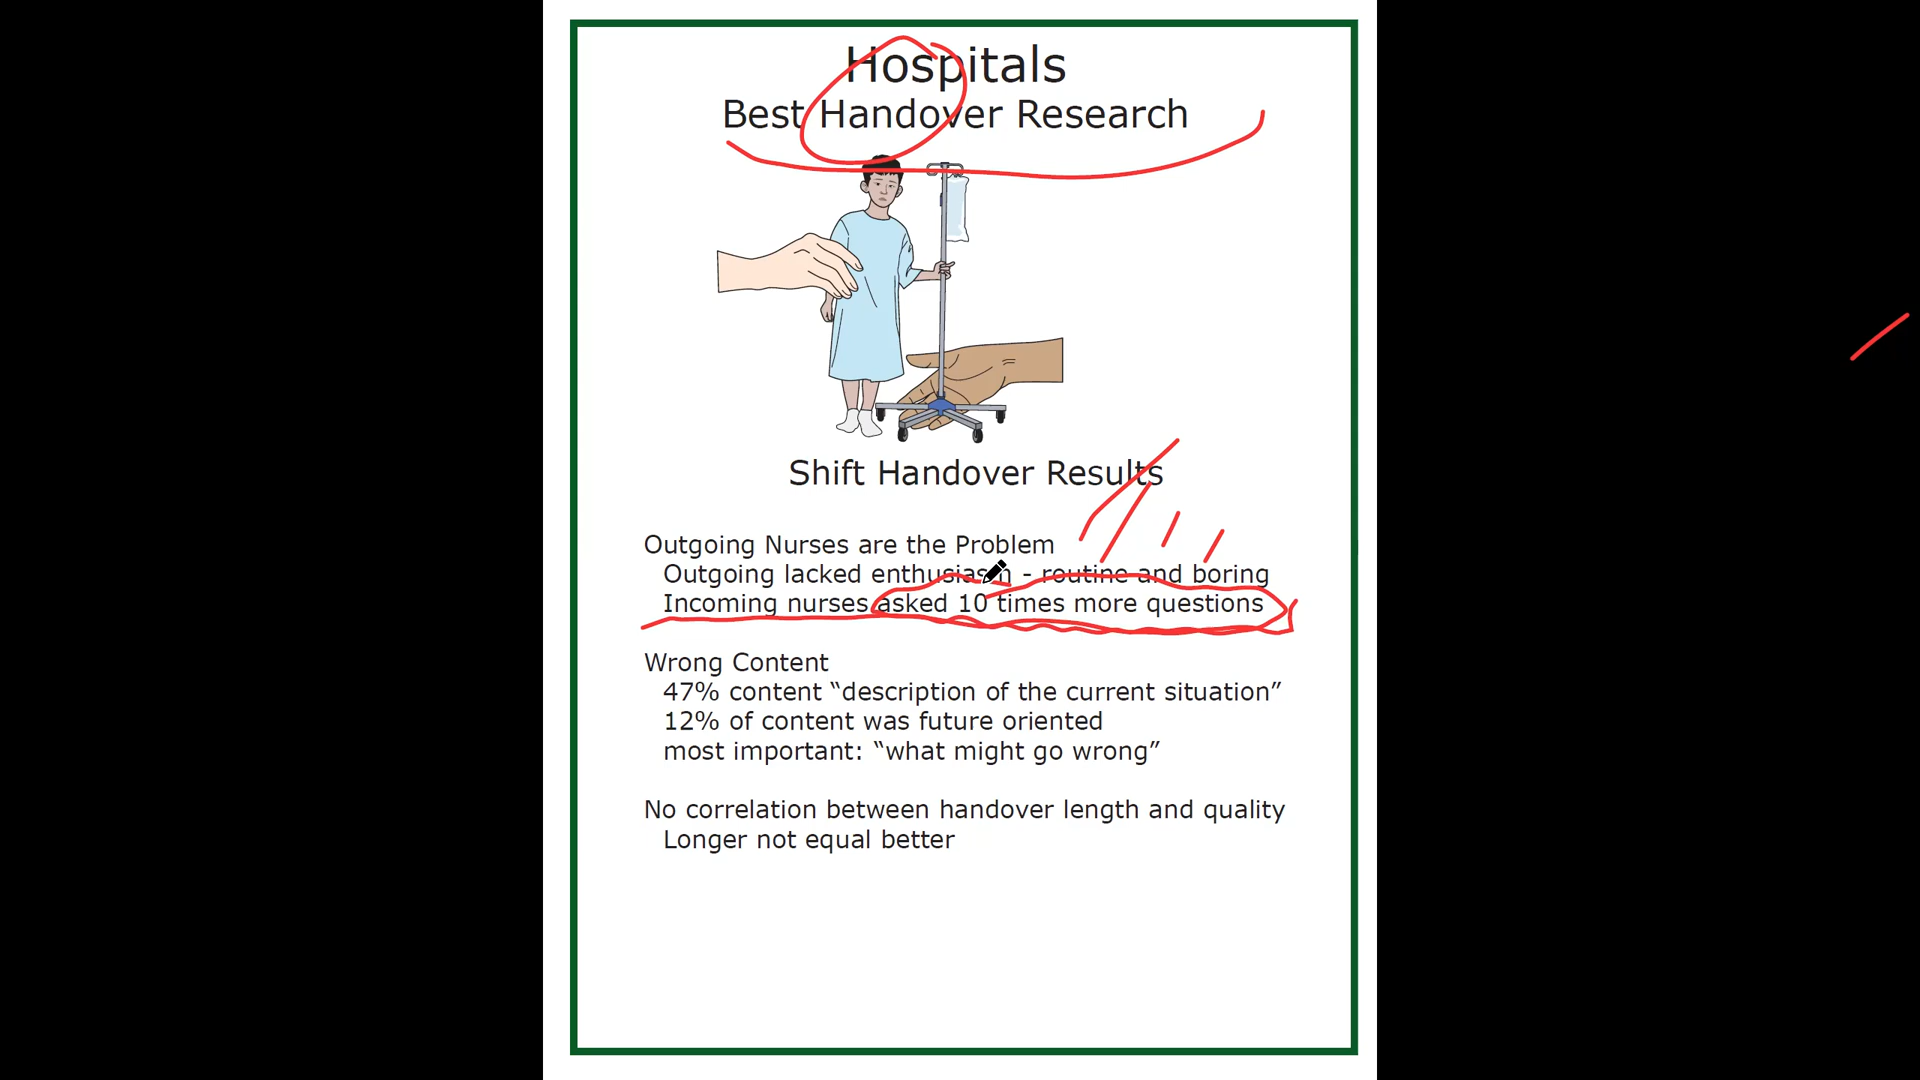 Hospitals
Best Handover Research
Shift Handover Results
Outgoing Nurses are the Problem
Outgoing lacked enthusiasm - routine and boring
Incoming nurses asked 10 times more questions
Wrong Content
47% content “description of the current situation”
12% of content was future oriented
most important: “what might go wrong”
No correlation between handover length and quality
Longer not equal better